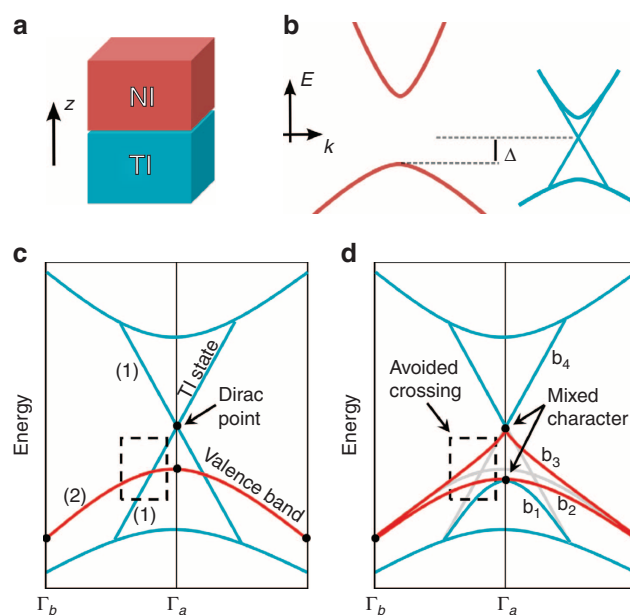 a
NI
TI
z
b
E
k
Δ
c
(1)
TI state
Dirac
point
Valence band
(2)
(1)
Energy
Γb
Γa
d
b4
Avoided
crossing
Mixed
character
b3
b1
b2
Energy
Γb
Γa